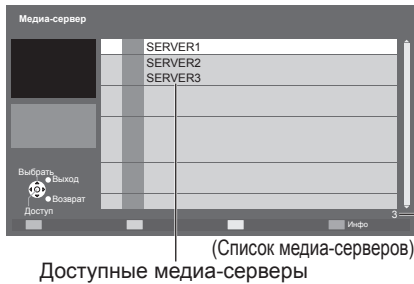 Медиа-сервер
SERVER1
SERVER2
SERVER3
Выбрать
Выход
Возврат
Доступ
3
Инфо
(Список медиа-серверов)
Доступные медиа-серверы